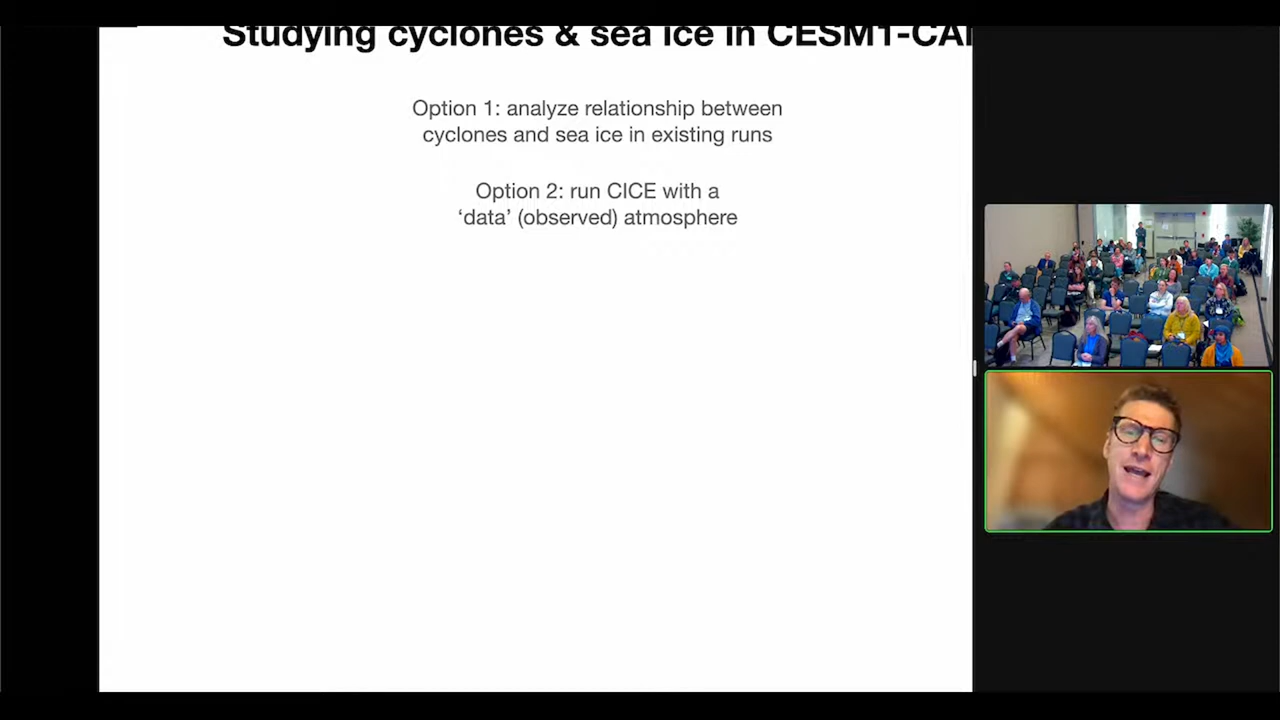 Studying cyclones & sea ice in CESM1-CA
Option 1: analyze relationship between
cyclones and sea ice in existing runs
Option 2: run CICE with a
‘data’ (observed) atmosphere